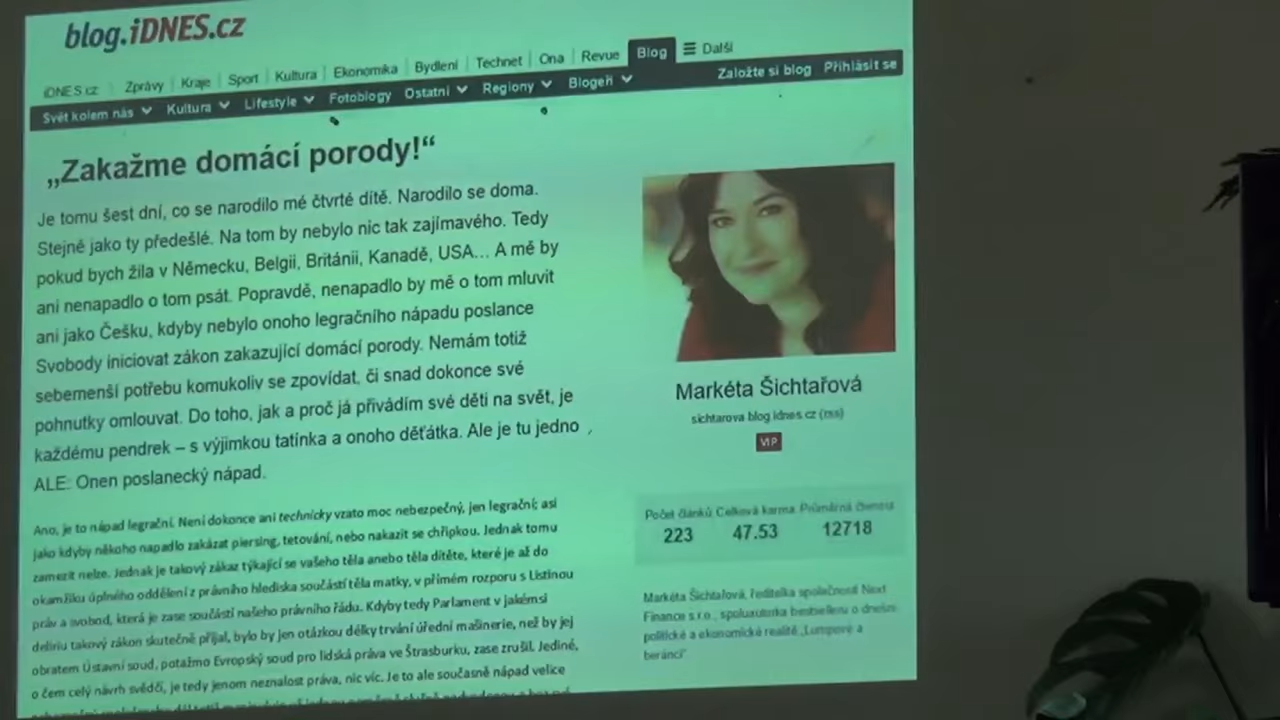 blog.iDNES.cz
iDNES.cz Zprávy Kraje Sport Kultura Ekonomika Bydlení Technet Ona Revue Blog Další
Svět kolem nás Kultura Lifestyle Fotoblogy Ostatní Regiony Blogeři Založte si blog Přihlásit se
„Zakažme domácí porody!“
Je tomu šest dní, co se narodilo mé čtvrté dítě. Narodilo se doma.
Stejně jako ty předešlé. Na tom by nebylo nic tak zajímavého. Tedy
pokud bych žila v Německu, Belgii, Británii, Kanadě, USA... A mě by
ani nenapadlo o tom psát. Popravdě, nenapadlo by mě o tom mluvit
ani jako Češku, kdyby nebylo onoho legračního nápadu poslance
Svobody iniciovat zákon zakazující domácí porody. Nemám totiž
sebemenší potřebu komukoliv se zpovídat, či snad dokonce své
pohnutky omlouvat. Do toho, jak a proč já přivádím své děti na svět, je
každému pendrek – s výjimkou tatínka a onoho děťátka. Ale je tu jedno
ALE: Onen poslanecký nápad.
Ano, je to nápad legrační. Není dokonce ani technicky vzato moc nebezpečný, jen legrační; asi
jako kdyby někoho napadlo zakázat piersing, tetování, nebo nakazit se chřipkou. Jednak tomu
zamezit nelze. Jednak je takový zákaz týkající se vašeho těla anebo těla dítěte, které je až do
okamžiku úplného oddělení z právního hlediska součástí těla matky, v přímém rozporu s Listinou
práv a svobod, která je zase součástí našeho právního řádu. Kdyby tedy Parlament v jakémsi
deliriu takový zákon skutečně přijal, bylo by jen otázkou délky trvání úřední mašinerie, než by jej
obratem Ústavní soud, potažmo Evropský soud pro lidská práva ve Štrasburku, zase zrušil. Jediné,
o čem celý návrh svědčí, je tedy jenom neznalost práva, nic víc. Je to ale současně nápad velice
Markéta Šichtařová
sichtarova.blog.idnes.cz (rss)
VIP
Počet článků Celková karma Průměrná čtenost
223 47.53 12718
Markéta Šichtařová, ředitelka společnosti Next
Finance s.r.o., spoluautorka bestselleru o dnešní
politické a ekonomické realitě „Lumpové a
beránci“